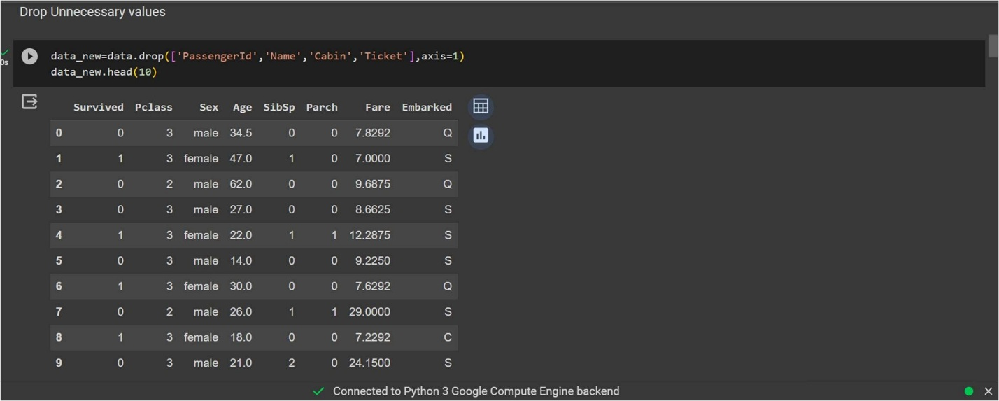 Drop Unnecessary values
0s
data_new=data.drop(['PassengerId','Name','Cabin','Ticket'],axis=1)
data_new.head(10)
Survived Pclass Sex Age SibSp Parch Fare Embarked
0 0 3 male 34.5 0 0 7.8292 Q
1 1 3 female 47.0 1 0 7.0000 S
2 0 2 male 62.0 0 0 9.6875 Q
3 0 3 male 27.0 0 0 8.6625 S
4 1 3 female 22.0 1 1 12.2875 S
5 0 3 male 14.0 0 0 9.2250 S
6 1 3 female 30.0 0 0 7.6292 Q
7 0 2 male 26.0 1 1 29.0000 S
8 1 3 female 18.0 0 0 7.2292 C
9 0 3 male 21.0 2 0 24.1500 S
Connected to Python 3 Google Compute Engine backend